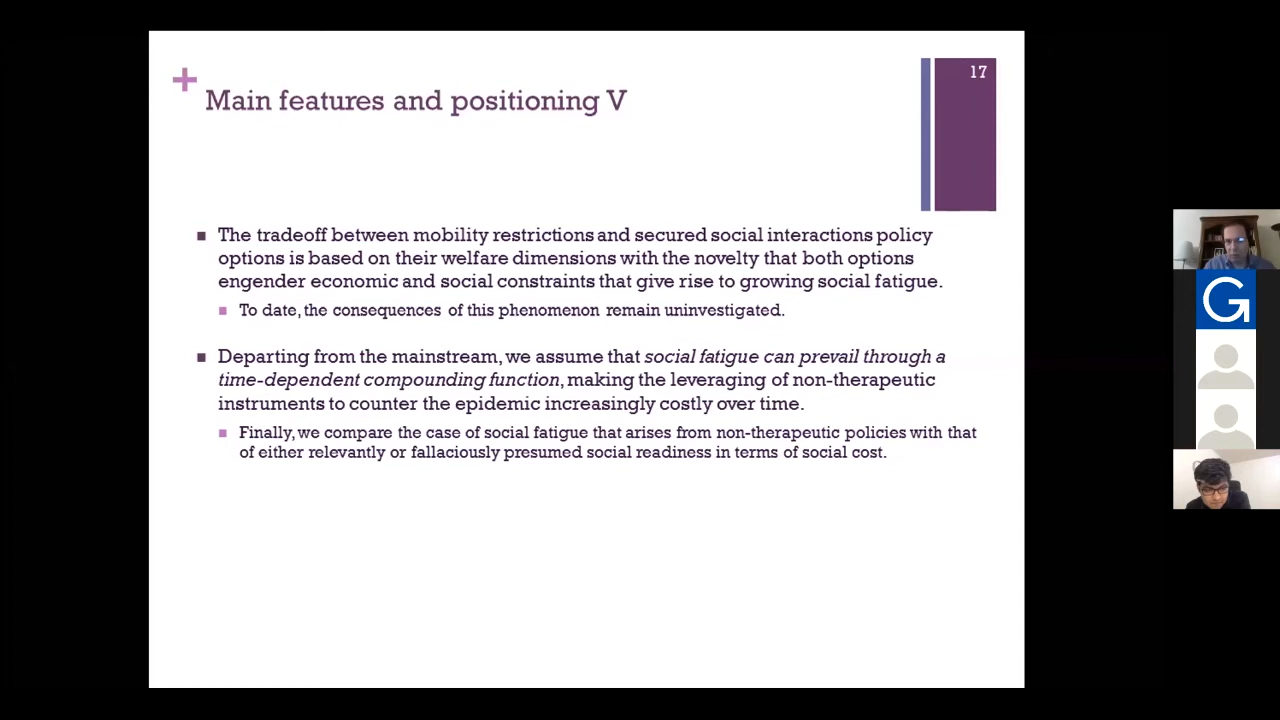 17
+
Main features and positioning V
The tradeoff between mobility restrictions and secured social interactions policy
options is based on their welfare dimensions with the novelty that both options
engender economic and social constraints that give rise to growing social fatigue.
To date, the consequences of this phenomenon remain uninvestigated.
Departing from the mainstream, we assume that social fatigue can prevail through a
time-dependent compounding function, making the leveraging of non-therapeutic
instruments to counter the epidemic increasingly costly over time.
Finally, we compare the case of social fatigue that arises from non-therapeutic policies with that
of either relevantly or fallaciously presumed social readiness in terms of social cost.
G